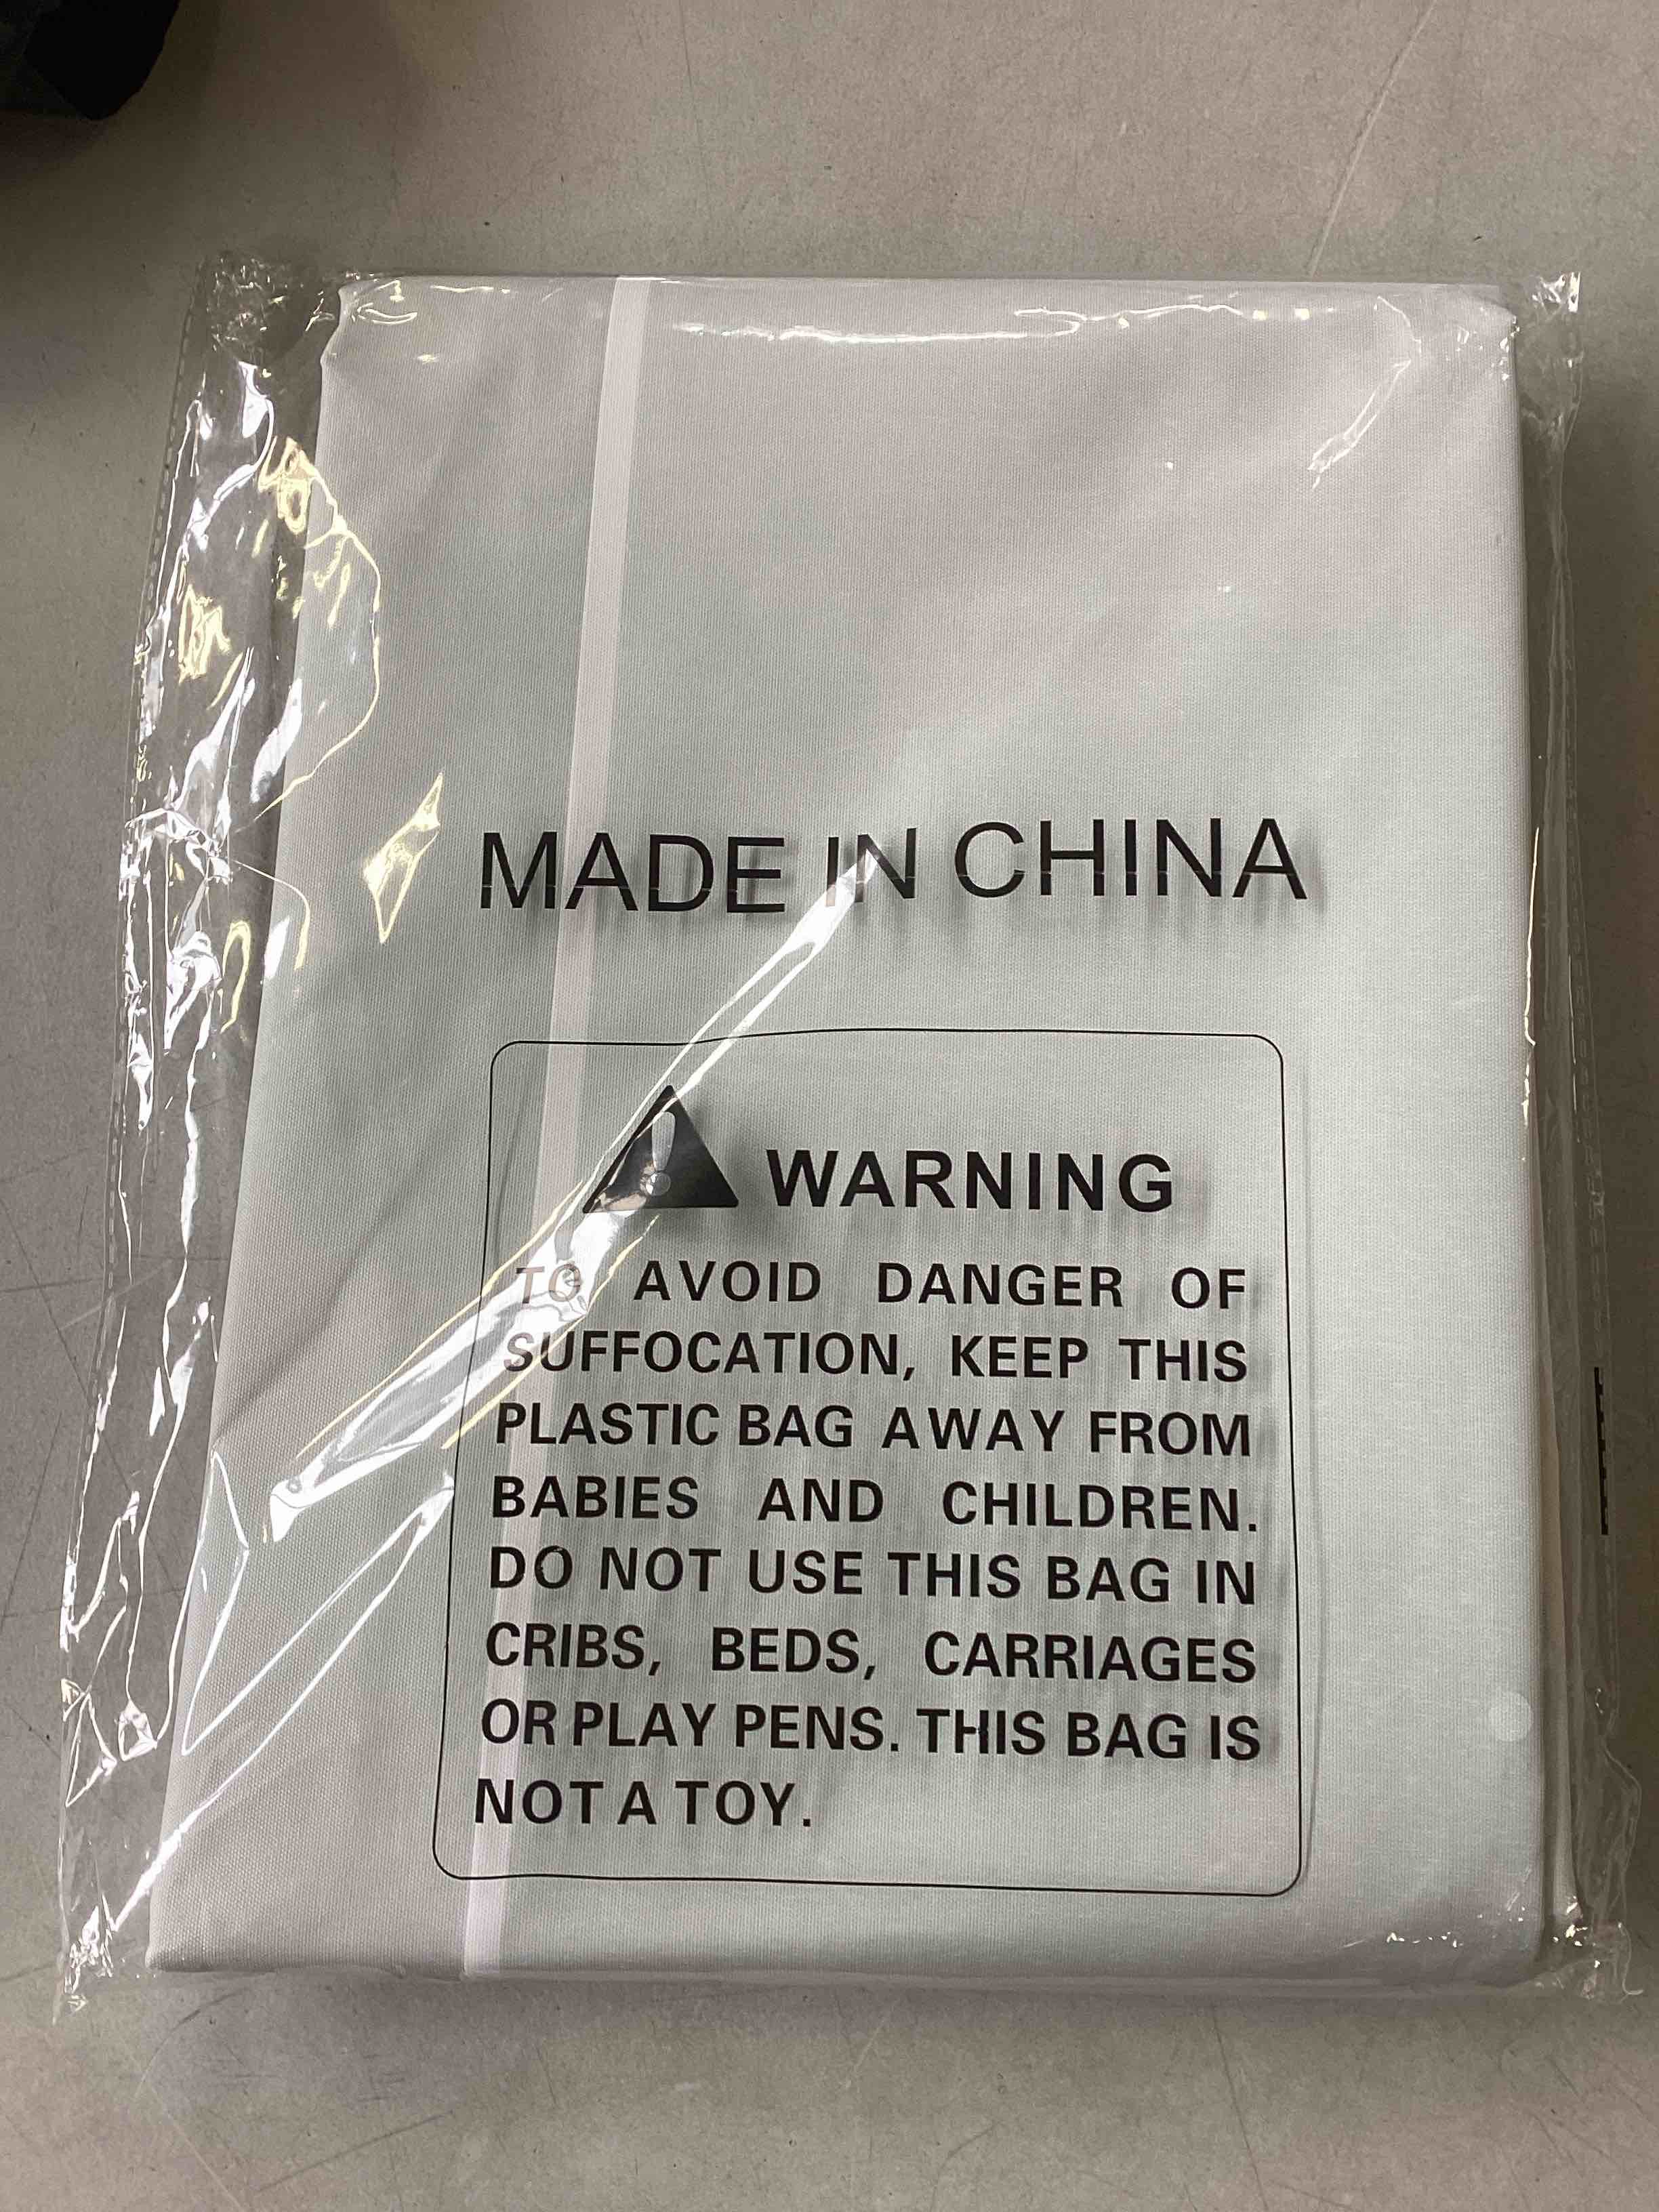 MADE IN CHINA
WARNING
TO AVOID DANGER OF
SUFFOCATION, KEEP THIS
PLASTIC BAG AWAY FROM
BABIES AND CHILDREN.
DO NOT USE THIS BAG IN
CRIBS, BEDS, CARRIAGES
OR PLAY PENS. THIS BAG IS
NOT A TOY.